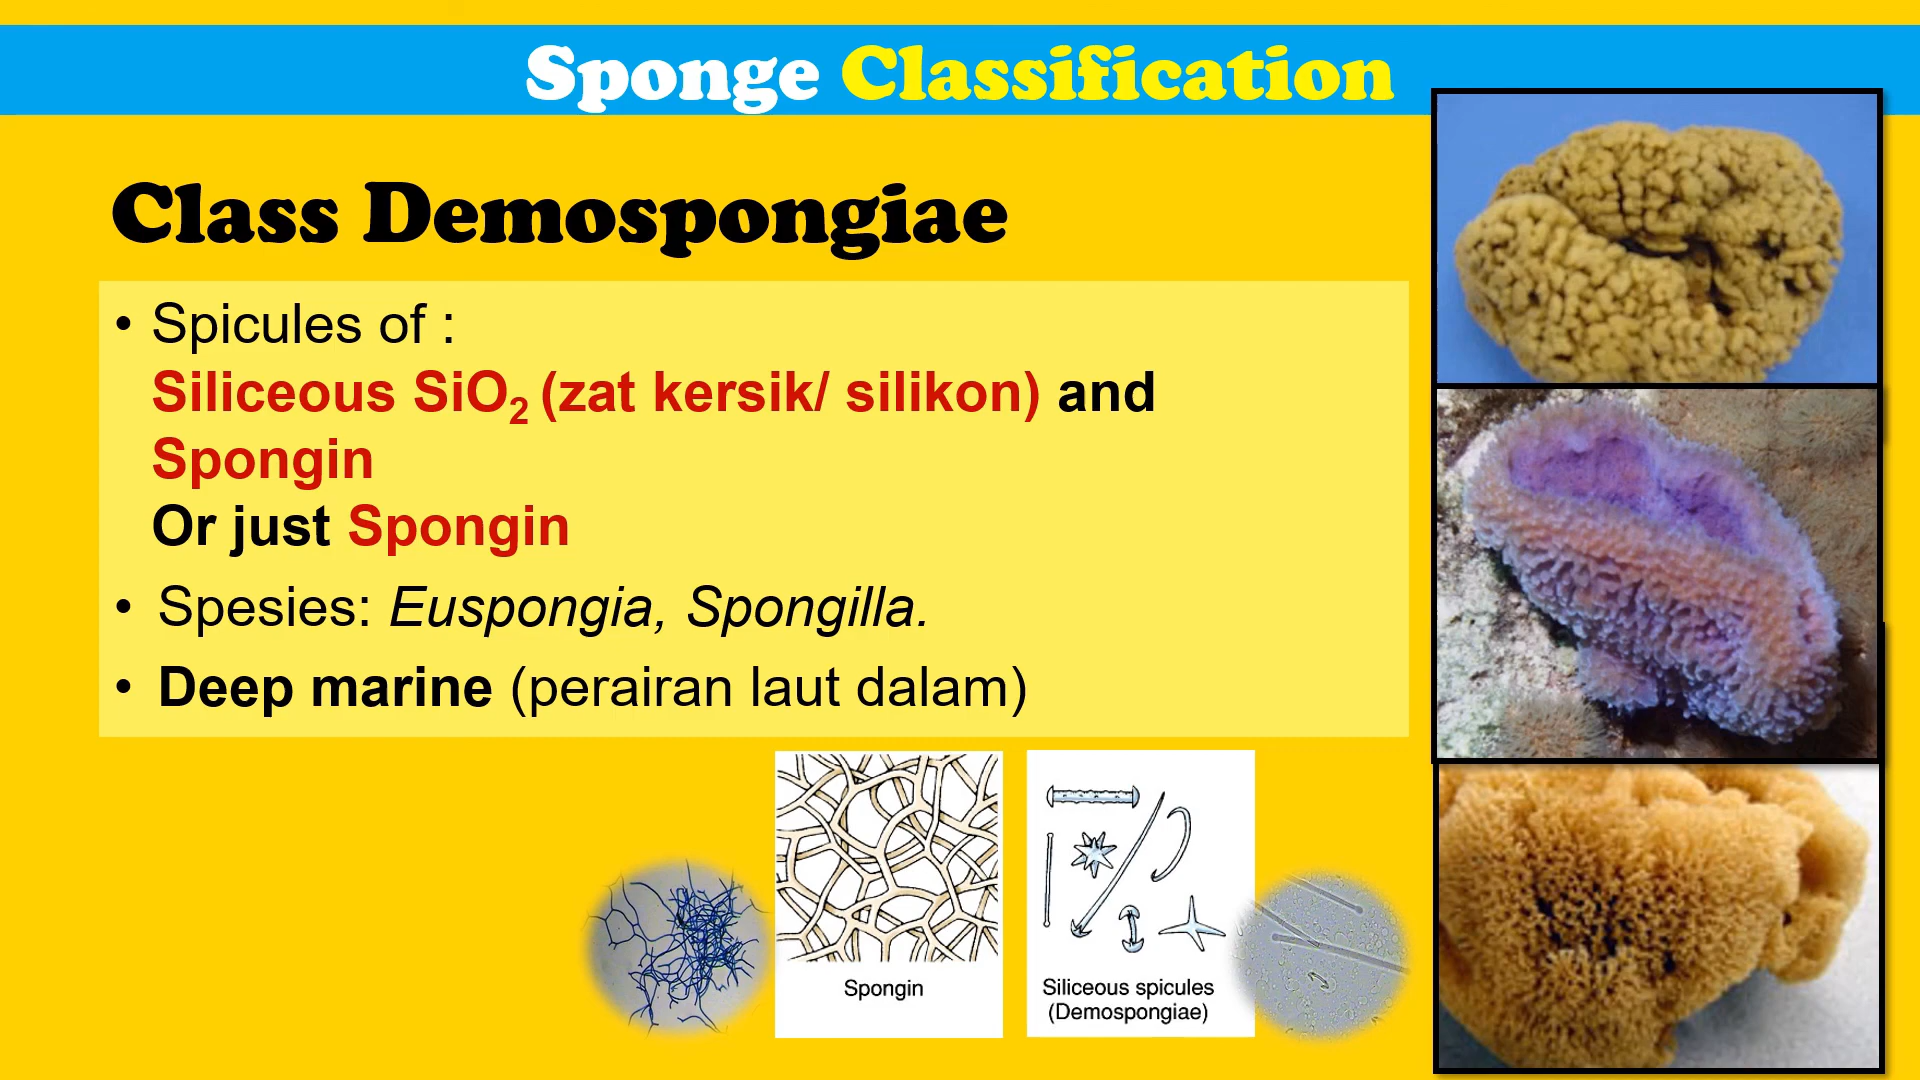 Sponge Classification
Class Demospongiae
• Spicules of :
Siliceous SiO₂ (zat kersik/ silikon) and
Spongin
Or just Spongin
• Spesies: Euspongia, Spongilla.
• Deep marine (perairan laut dalam)
Spongin
Siliceous spicules
(Demospongiae)